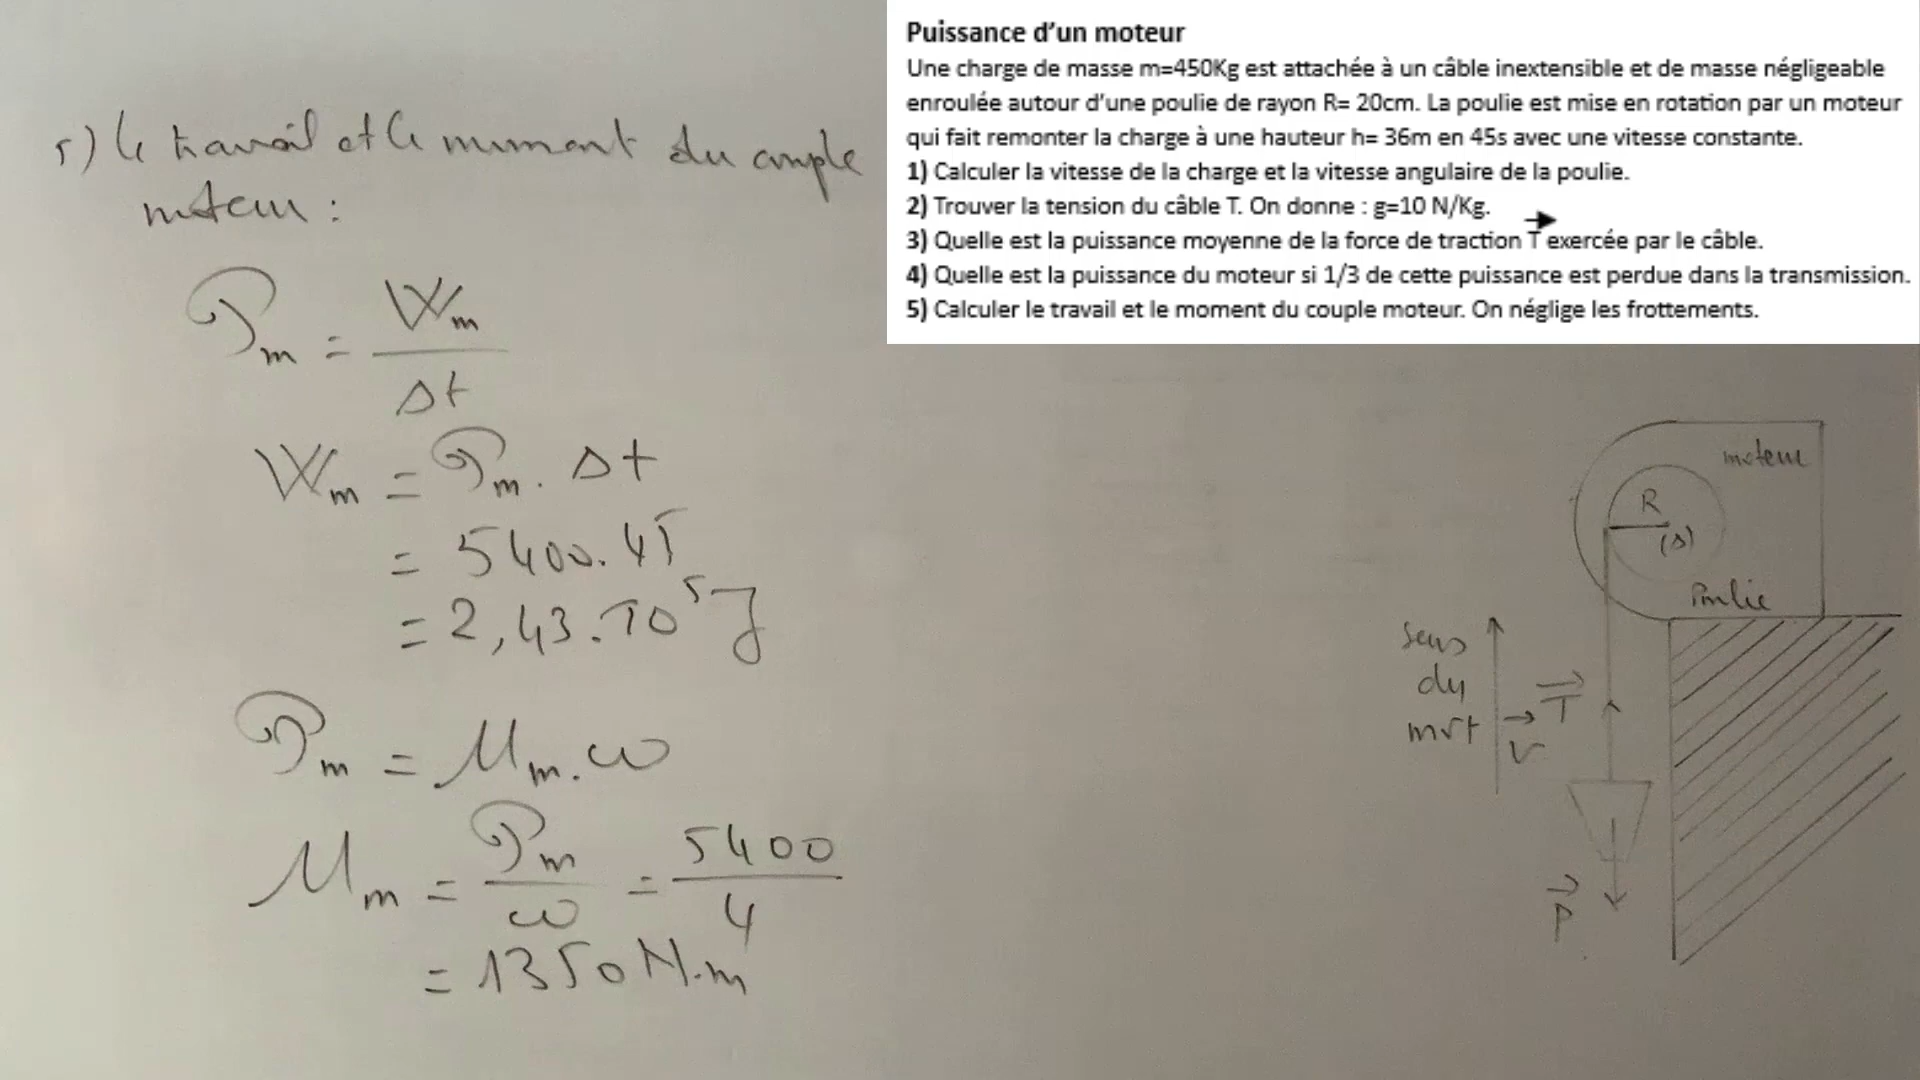 Puissance d'un moteur
Une charge de masse m=450Kg est attachée à un câble inextensible et de masse négligeable
enroulée autour d'une poulie de rayon R= 20cm. La poulie est mise en rotation par un moteur
qui fait remonter la charge à une hauteur h= 36m en 45s avec une vitesse constante.
1) Calculer la vitesse de la charge et la vitesse angulaire de la poulie.
2) Trouver la tension du câble T. On donne : g=10 N/Kg.
3) Quelle est la puissance moyenne de la force de traction T exercée par le câble.
4) Quelle est la puissance du moteur si 1/3 de cette puissance est perdue dans la transmission.
5) Calculer le travail et le moment du couple moteur. On néglige les frottements.
5) le travail et le moment du couple
moteur :
Pm = Wm / Δt
Wm = Pm . Δt
= 5400.45
= 2,43.10⁵ J
Pm = Mm . ω
Mm = Pm / ω = 5400 / 4
= 1350 N.m
moteur
R
(Δ)
Poulie
sens
du
mvt
V
T
P